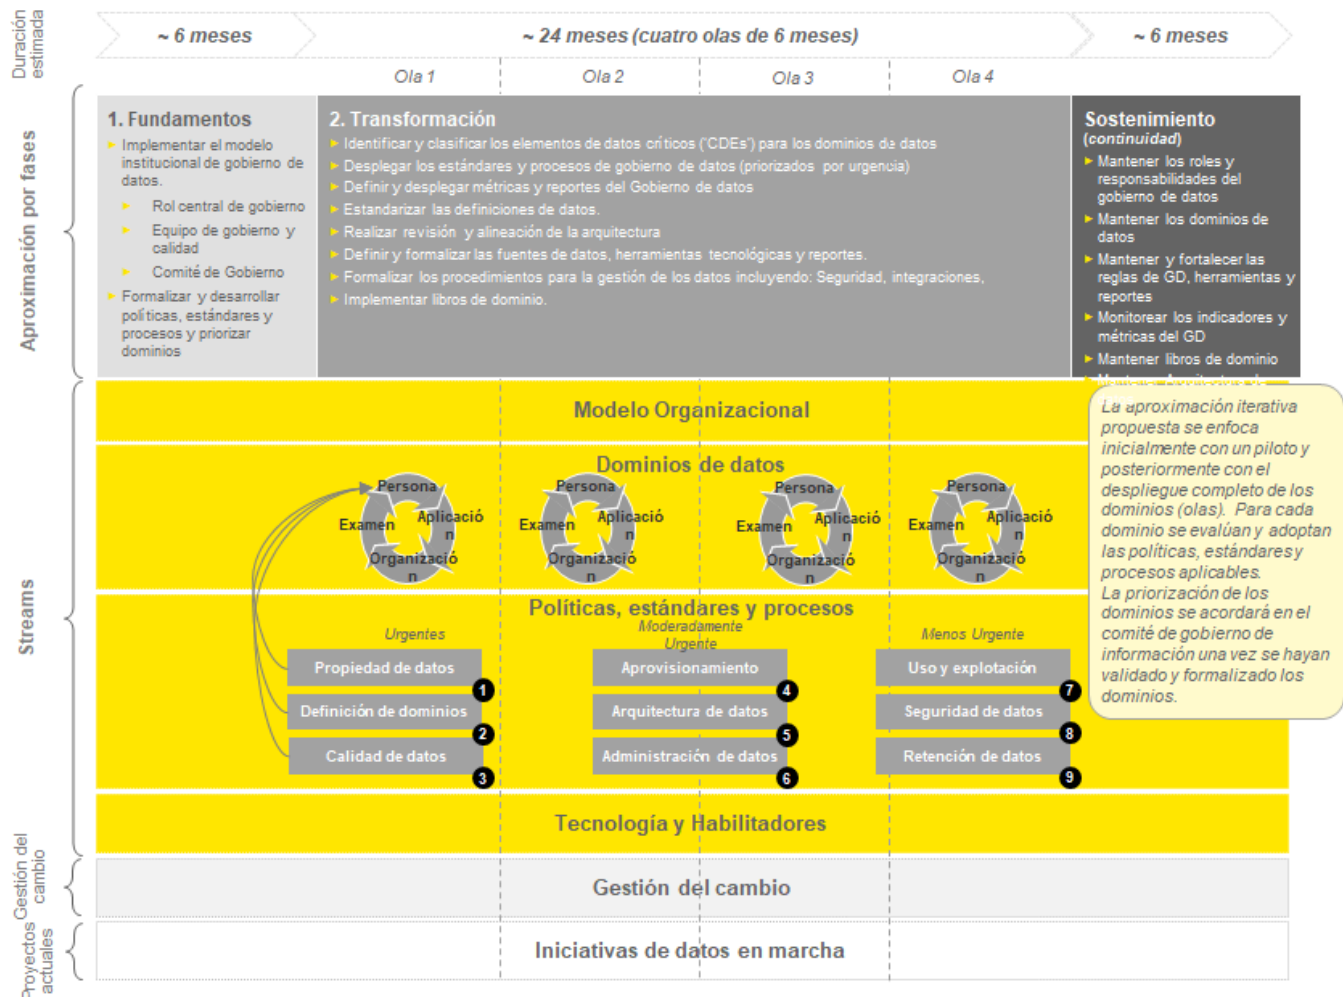 Duración
estimada
~ 6 meses
~ 24 meses (cuatro olas de 6 meses)
~ 6 meses
Ola 1
Ola 2
Ola 3
Ola 4
Aproximación por fases
1. Fundamentos
Implementar el modelo
institucional de gobierno de
datos.
Rol central de gobierno
Equipo de gobierno y
calidad
Comité de Gobierno
Formalizar y desarrollar
políticas, estándares y
procesos y priorizar
dominios
2. Transformación
Identificar y clasificar los elementos de datos críticos ('CDEs') para los dominios de datos
Desplegar los estándares y procesos de gobierno de datos (priorizados por urgencia)
Definir y desplegar métricas y reportes del Gobierno de datos
Estandarizar las definiciones de datos.
Realizar revisión y alineación de la arquitectura
Definir y formalizar las fuentes de datos, herramientas tecnológicas y reportes.
Formalizar los procedimientos para la gestión de los datos incluyendo: Seguridad, integraciones,
Implementar libros de dominio.
Sostenimiento
(continuidad)
Mantener los roles y
responsabilidades del
gobierno de datos
Mantener los dominios de
datos
Mantener y fortalecer las
reglas de GD, herramientas y
reportes
Monitorear los indicadores y
métricas del GD
Mantener libros de dominio
Mantener Arquitectura de
Streams
Modelo Organizacional
Dominios de datos
Persona
Examen
Aplicació
n
Organizació
n
Persona
Examen
Aplicació
n
Organizació
n
Persona
Examen
Aplicació
n
Organizació
n
Persona
Examen
Aplicació
n
Organizació
n
Políticas, estándares y procesos
Urgentes
Moderadamente
Urgente
Menos Urgente
Propiedad de datos
1
Definición de dominios
2
Calidad de datos
3
Aprovisionamiento
4
Arquitectura de datos
5
Administración de datos
6
Uso y explotación
7
Seguridad de datos
8
Retención de datos
9
La aproximación iterativa
propuesta se enfoca
inicialmente con un piloto y
posteriormente con el
despliegue completo de los
dominios (olas). Para cada
dominio se evalúan y adoptan
las políticas, estándares y
procesos aplicables.
La priorización de los
dominios se acordará en el
comité de gobierno de
información una vez se hayan
validado y formalizado los
dominios.
Tecnología y Habilitadores
Gestión del
cambio
Gestión del cambio
Proyectos
actuales
Iniciativas de datos en marcha